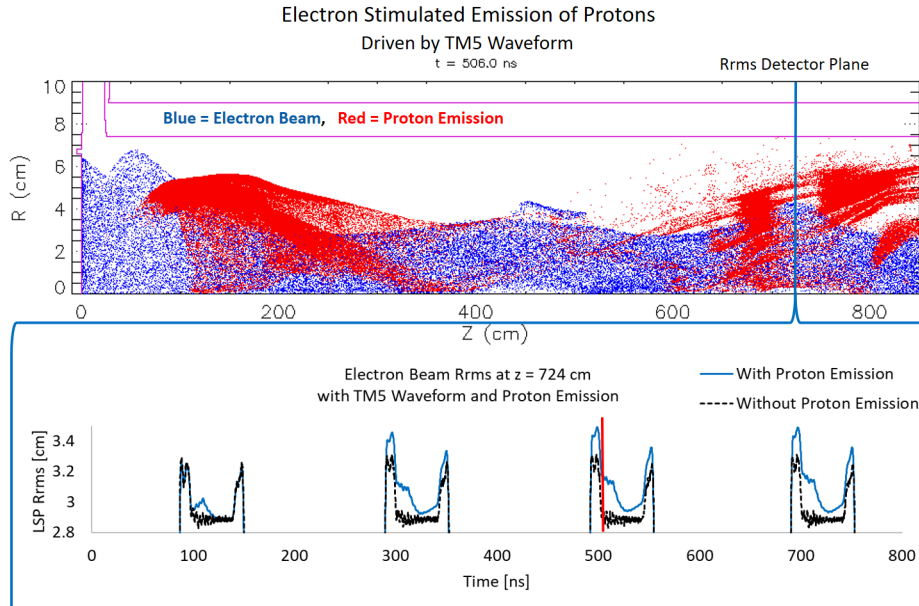 Electron Stimulated Emission of Protons
Driven by TM5 Waveform
t = 506.0 ns
Rrms Detector Plane
Blue = Electron Beam, Red = Proton Emission
R (cm)
10
8
6
4
2
0
0 200 400 600 800
Z (cm)
Electron Beam Rrms at z = 724 cm
with TM5 Waveform and Proton Emission
With Proton Emission
Without Proton Emission
LSP Rrms [cm]
3.4
3.2
3
2.8
0 100 200 300 400 500 600 700 800
Time [ns]